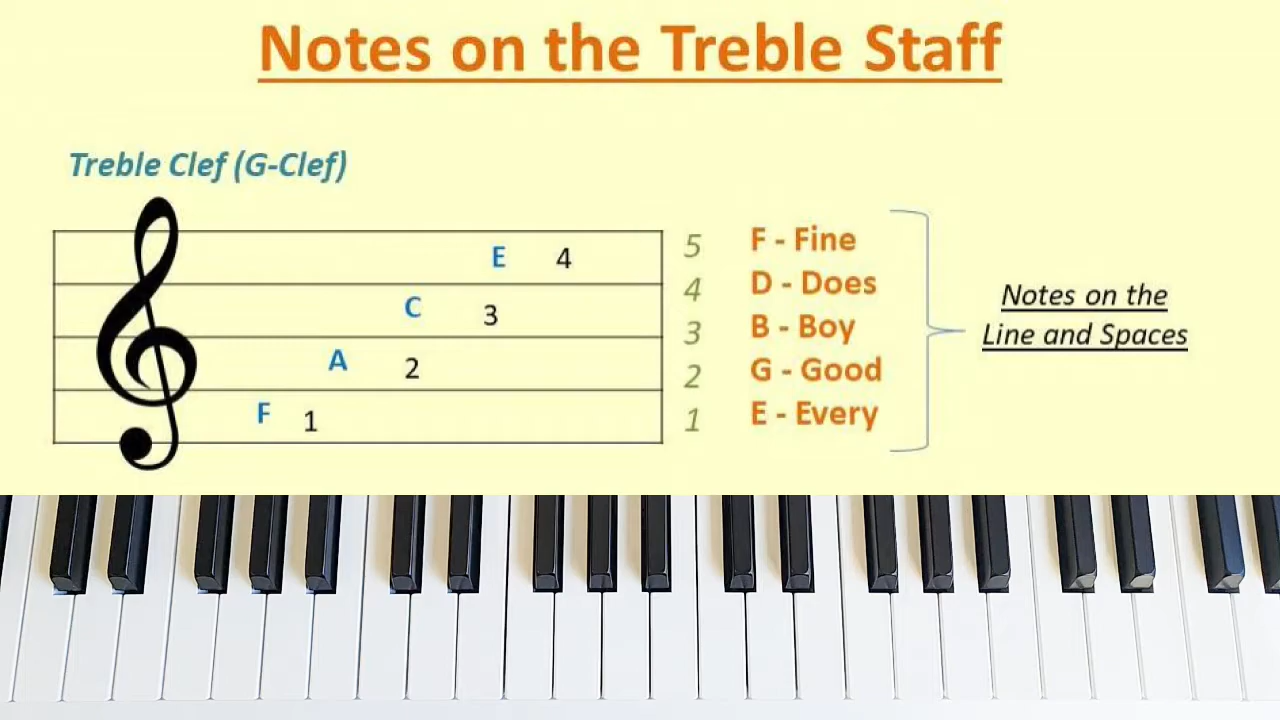 Notes on the Treble Staff
Treble Clef (G-Clef)
E 4
C 3
A 2
F 1
5 F - Fine
4 D - Does
3 B - Boy
2 G - Good
1 E - Every
Notes on the
Line and Spaces